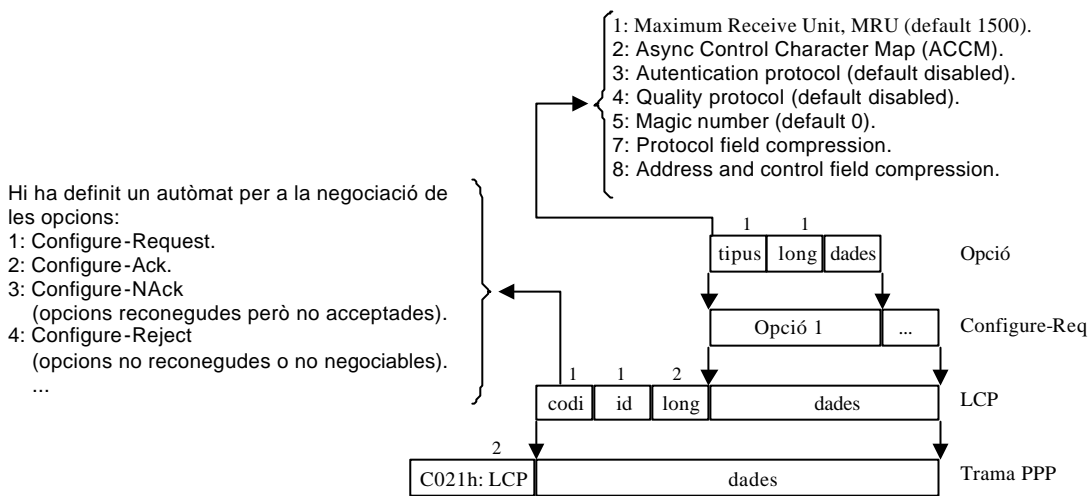 1: Maximum Receive Unit, MRU (default 1500).
2: Async Control Character Map (ACCM).
3: Autentication protocol (default disabled).
4: Quality protocol (default disabled).
5: Magic number (default 0).
7: Protocol field compression.
8: Address and control field compression.
Hi ha definit un autòmat per a la negociació de
les opcions:
1: Configure-Request.
2: Configure-Ack.
3: Configure-NAck
(opcions reconegudes però no acceptades).
4: Configure-Reject
(opcions no reconegudes o no negociables).
...
1 1
tipus long dades Opció
Opció 1 ... Configure-Req
1 1 2
codi id long dades LCP
2
C021h: LCP dades Trama PPP